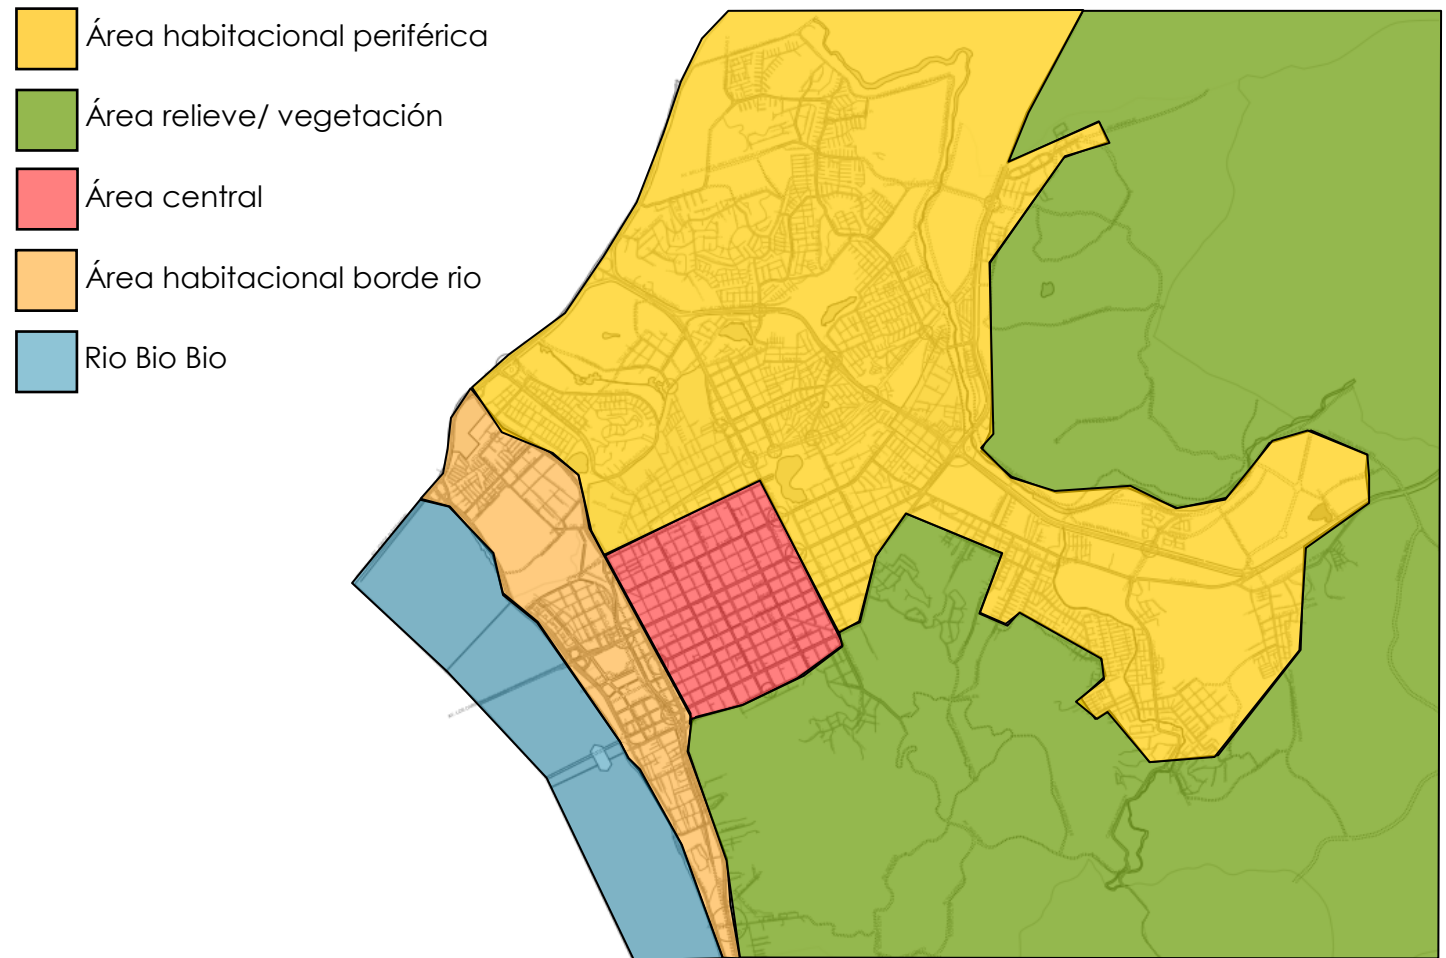 Área habitacional periférica
Área relieve/ vegetación
Área central
Área habitacional borde rio
Rio Bio Bio